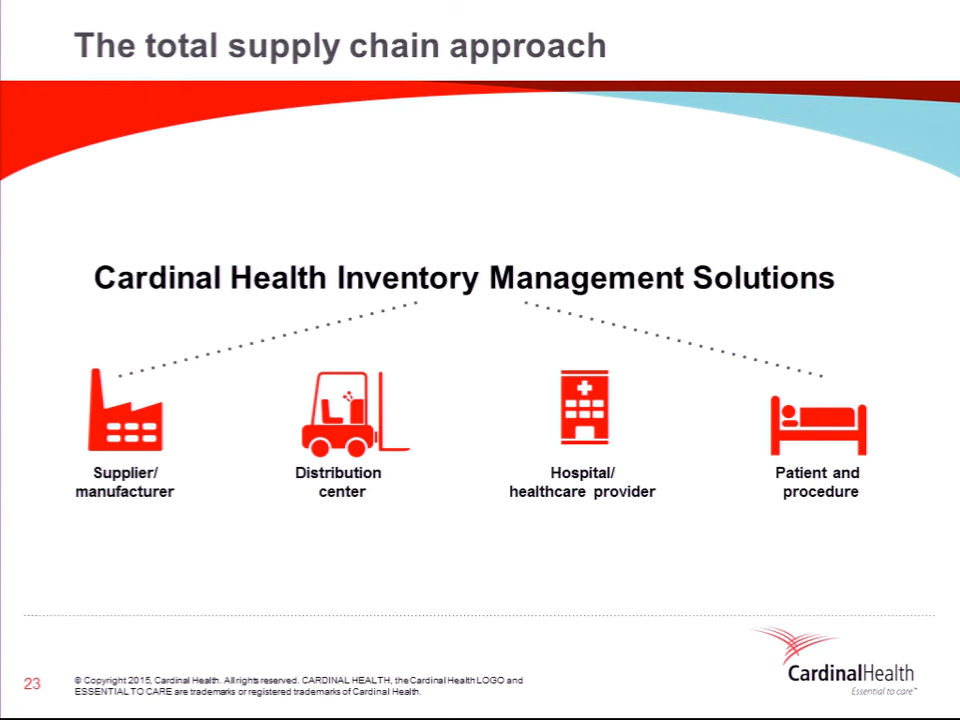 The total supply chain approach
Cardinal Health Inventory Management Solutions
Supplier/
manufacturer
Distribution
center
Hospital/
healthcare provider
Patient and
procedure
23
© Copyright 2015, Cardinal Health. All rights reserved. CARDINAL HEALTH, the Cardinal Health LOGO and
ESSENTIAL TO CARE are trademarks or registered trademarks of Cardinal Health.
CardinalHealth
Essential to care™